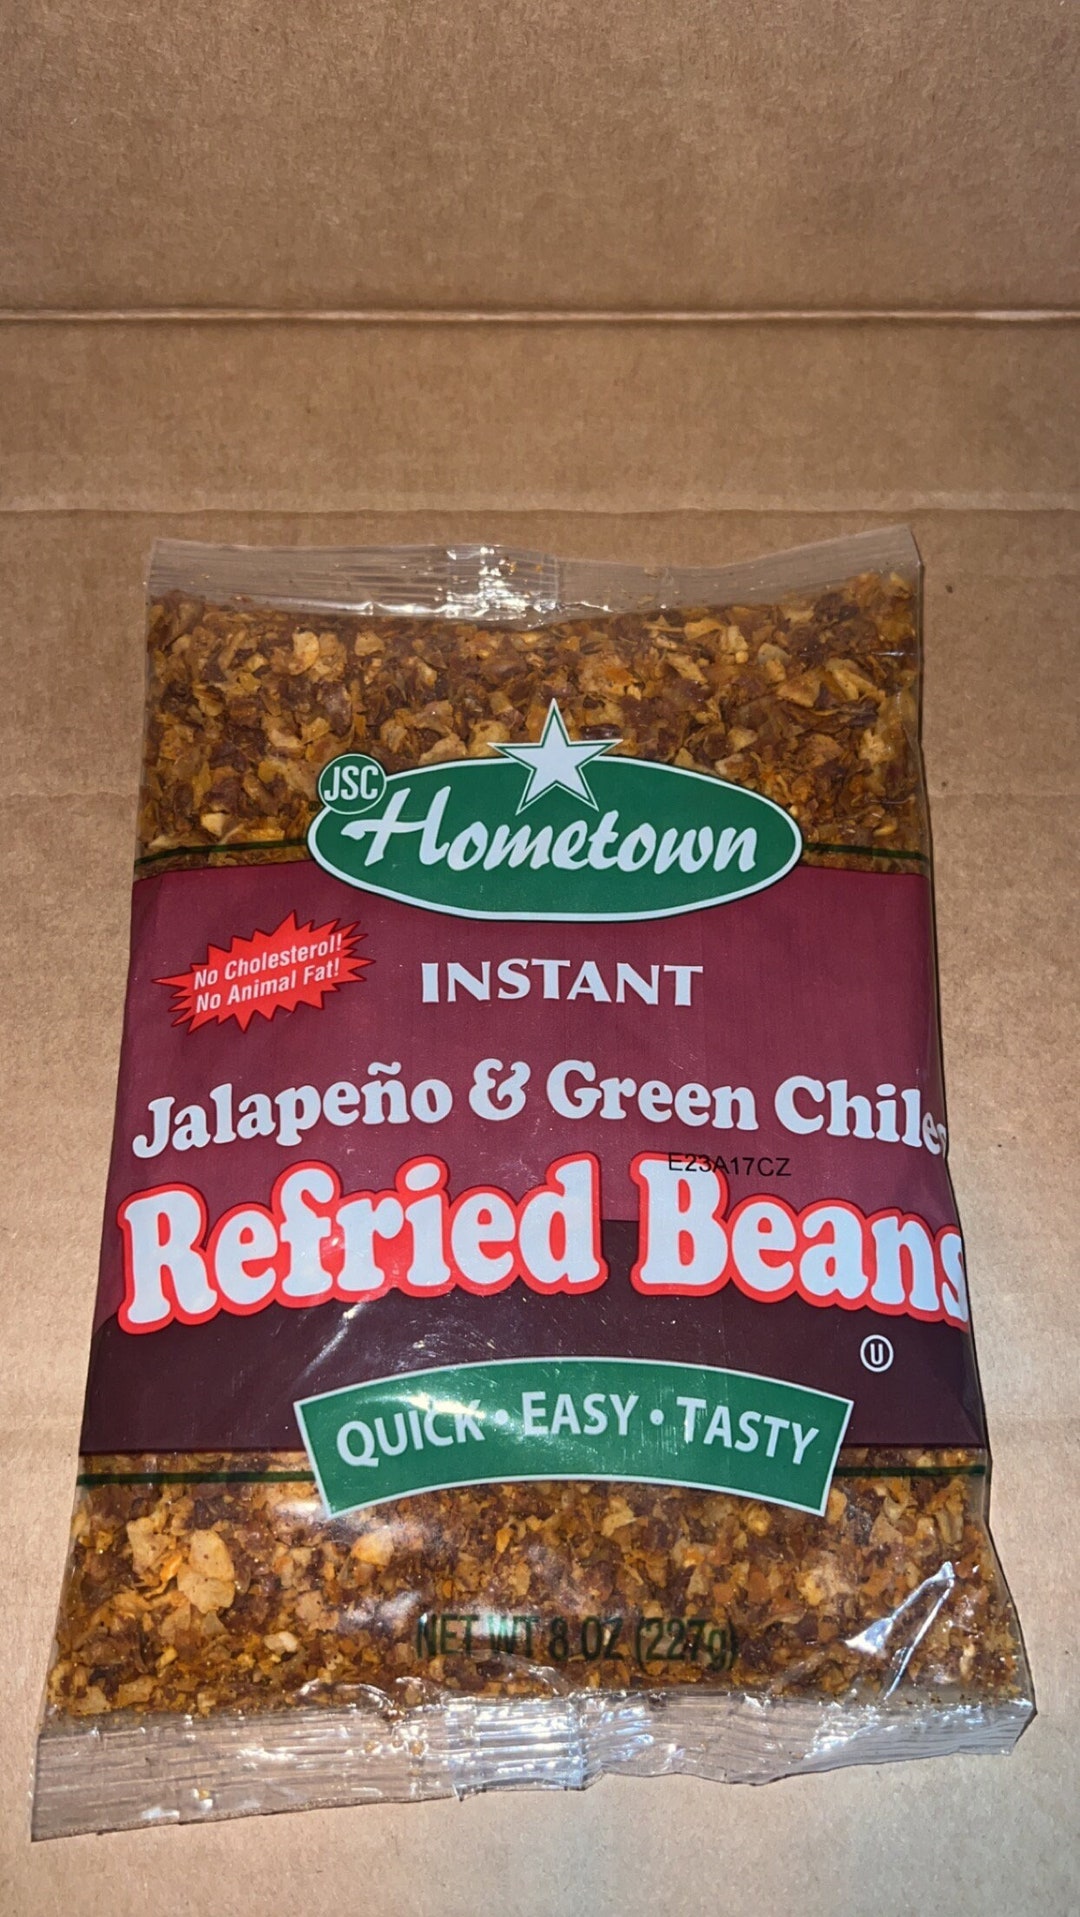 JSC
Hometown
No Cholesterol!
No Animal Fat!
INSTANT
Jalapeño & Green Chiles
E23A17CZ
Refried Beans
U
QUICK • EASY • TASTY
NET WT 8 OZ (227g)